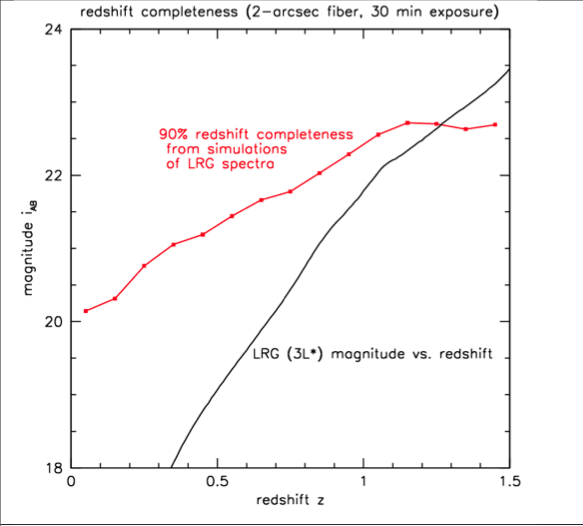 redshift completeness (2-arcsec fiber, 30 min exposure)
24
90% redshift completeness
from simulations
of LRG spectra
22
magnitude i_AB
20
LRG (3L*) magnitude vs. redshift
18
0 0.5 1 1.5
redshift z